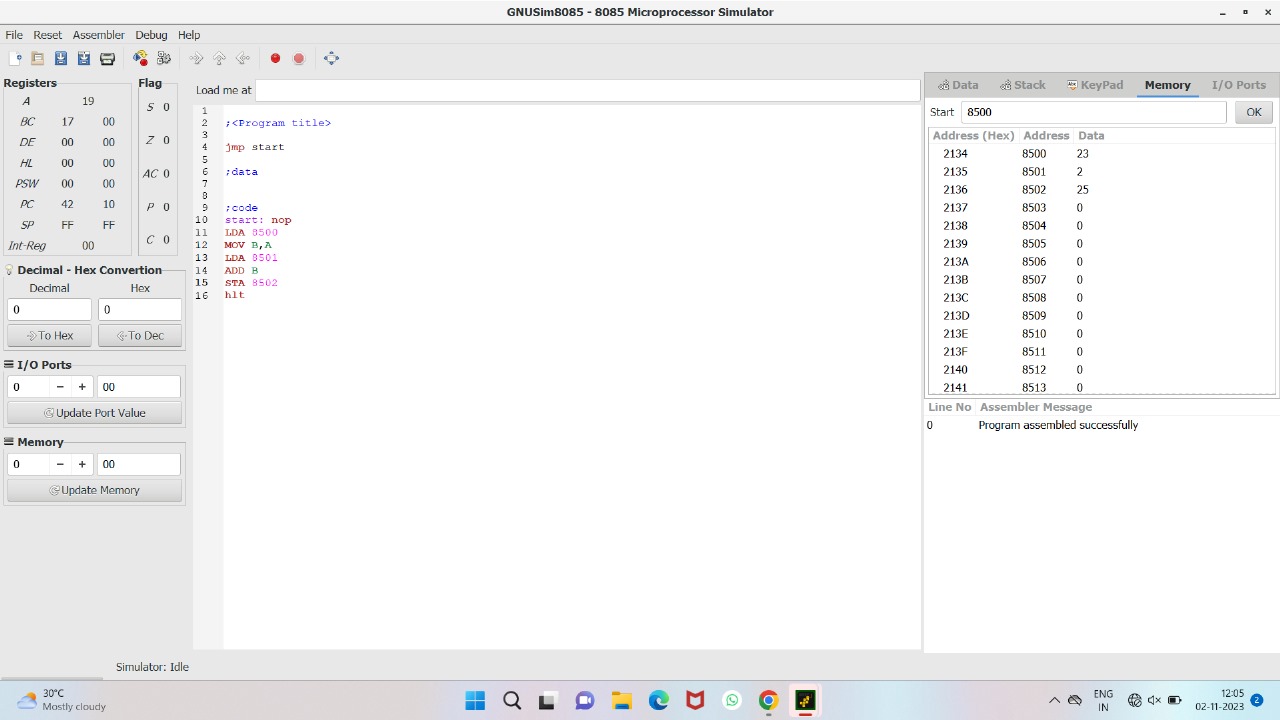 GNUSim8085 - 8085 Microprocessor Simulator
File Reset Assembler Debug Help
Registers
A 19
BC 17 00
DE 00 00
HL 00 00
PSW 00 00
PC 42 10
SP FF FF
Int-Reg 00
Flag
S 0
Z 0
AC 0
P 0
C 0
Decimal - Hex Convertion
Decimal Hex
0 0
To Hex To Dec
I/O Ports
0 − + 00
Update Port Value
Memory
0 − + 00
Update Memory
Load me at
1
2 ;<Program title>
3
4 jmp start
5
6 ;data
7
8
9 ;code
10 start: nop
11 LDA 8500
12 MOV B,A
13 LDA 8501
14 ADD B
15 STA 8502
16 hlt
Data Stack KeyPad Memory I/O Ports
Start 8500 OK
Address (Hex) Address Data
2134 8500 23
2135 8501 2
2136 8502 25
2137 8503 0
2138 8504 0
2139 8505 0
213A 8506 0
213B 8507 0
213C 8508 0
213D 8509 0
213E 8510 0
213F 8511 0
2140 8512 0
2141 8513 0
Line No Assembler Message
0 Program assembled successfully
Simulator: Idle
30°C
Mostly cloudy
ENG
IN
12:05
02-11-2023
2